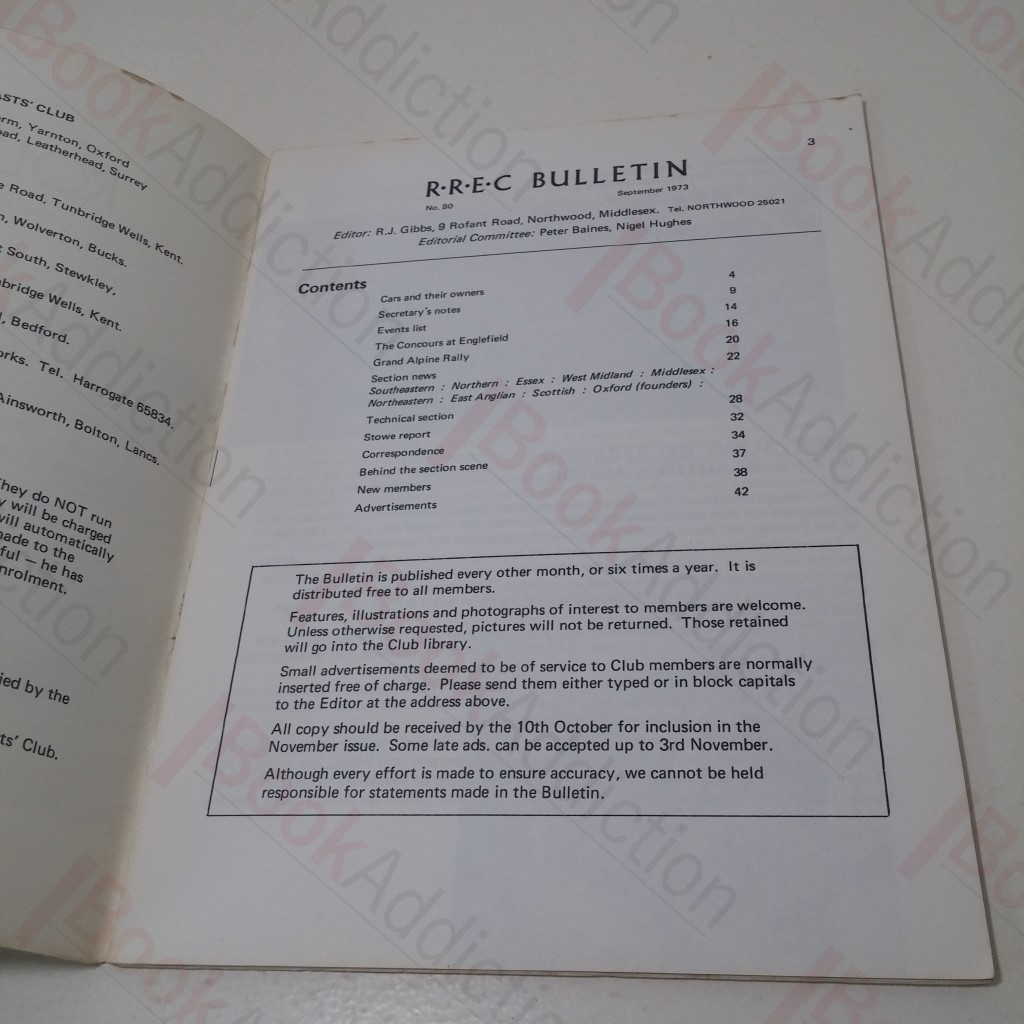 ASTS' CLUB
rm, Yarnton, Oxford
oad, Leatherhead, Surrey
e Road, Tunbridge Wells, Kent.
n, Wolverton, Bucks.
t South, Stewkley,
nbridge Wells, Kent.
l, Bedford.
orks. Tel. Harrogate 65834.
Ainsworth, Bolton, Lancs.
They do NOT run
y will be charged
will automatically
made to the
ful — he has
nrolment.
ied by the
ts' Club.
3
R·R·E·C BULLETIN
No. 80 September 1973
Editor: R.J. Gibbs, 9 Rofant Road, Northwood, Middlesex. Tel. NORTHWOOD 25021
Editorial Committee: Peter Baines, Nigel Hughes
Contents
Cars and their owners 4
Secretary's notes 9
Events list 14
The Concours at Englefield 16
Grand Alpine Rally 20
Section news 22
Southeastern : Northern : Essex : West Midland : Middlesex :
Northeastern : East Anglian : Scottish : Oxford (founders) :
Technical section 28
Stowe report 32
Correspondence 34
Behind the section scene 37
New members 38
Advertisements 42
The Bulletin is published every other month, or six times a year. It is
distributed free to all members.
Features, illustrations and photographs of interest to members are welcome.
Unless otherwise requested, pictures will not be returned. Those retained
will go into the Club library.
Small advertisements deemed to be of service to Club members are normally
inserted free of charge. Please send them either typed or in block capitals
to the Editor at the address above.
All copy should be received by the 10th October for inclusion in the
November issue. Some late ads. can be accepted up to 3rd November.
Although every effort is made to ensure accuracy, we cannot be held
responsible for statements made in the Bulletin.
BookAddiction